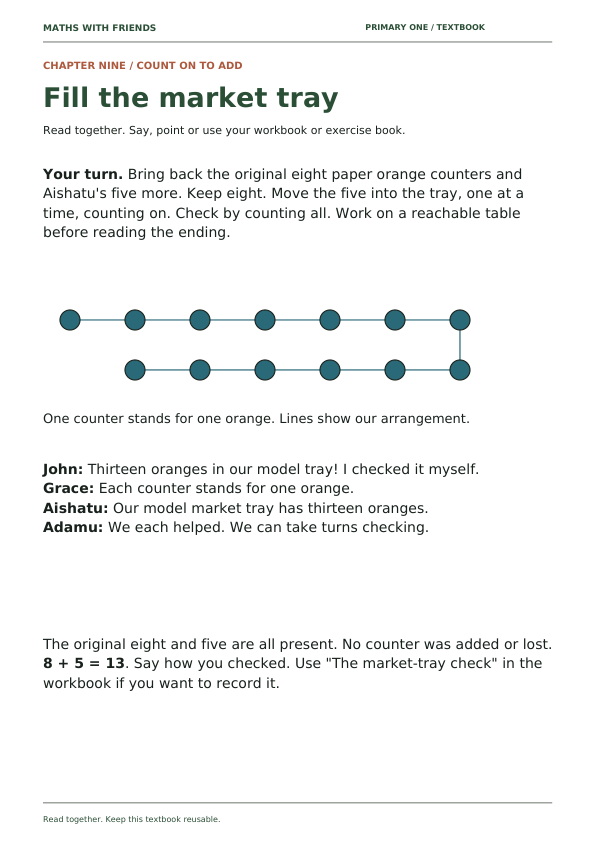 MATHS WITH FRIENDS
PRIMARY ONE / TEXTBOOK
CHAPTER NINE / COUNT ON TO ADD
Fill the market tray
Read together. Say, point or use your workbook or exercise book.
Your turn. Bring back the original eight paper orange counters and
Aishatu's five more. Keep eight. Move the five into the tray, one at a
time, counting on. Check by counting all. Work on a reachable table
before reading the ending.
One counter stands for one orange. Lines show our arrangement.
John: Thirteen oranges in our model tray! I checked it myself.
Grace: Each counter stands for one orange.
Aishatu: Our model market tray has thirteen oranges.
Adamu: We each helped. We can take turns checking.
The original eight and five are all present. No counter was added or lost.
8 + 5 = 13. Say how you checked. Use "The market-tray check" in the
workbook if you want to record it.
Read together. Keep this textbook reusable.